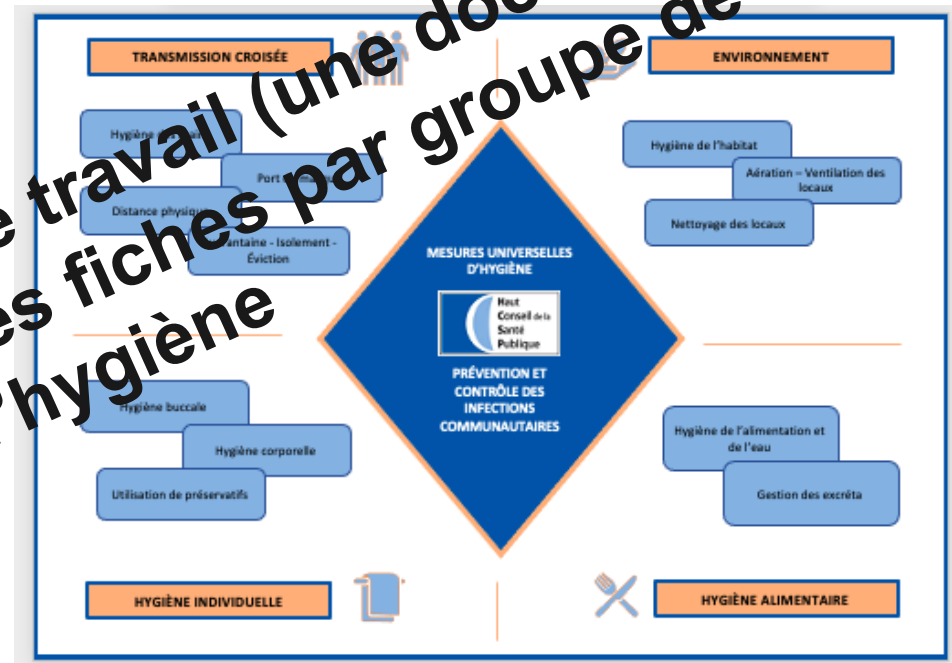 TRANSMISSION CROISÉE
ENVIRONNEMENT
travail (une
fiches par groupe de
hygiène
Hygiène
Port
Distance physique
Isolement -
Éviction
Hygiène de l'habitat
Aération – Ventilation des
locaux
Nettoyage des locaux
MESURES UNIVERSELLES
D'HYGIÈNE
Haut
Conseil de la
Santé
Publique
PRÉVENTION ET
CONTRÔLE DES
INFECTIONS
COMMUNAUTAIRES
Hygiène buccale
Hygiène corporelle
Utilisation de préservatifs
Hygiène de l'alimentation et
de l'eau
Gestion des excréta
HYGIÈNE INDIVIDUELLE
HYGIÈNE ALIMENTAIRE